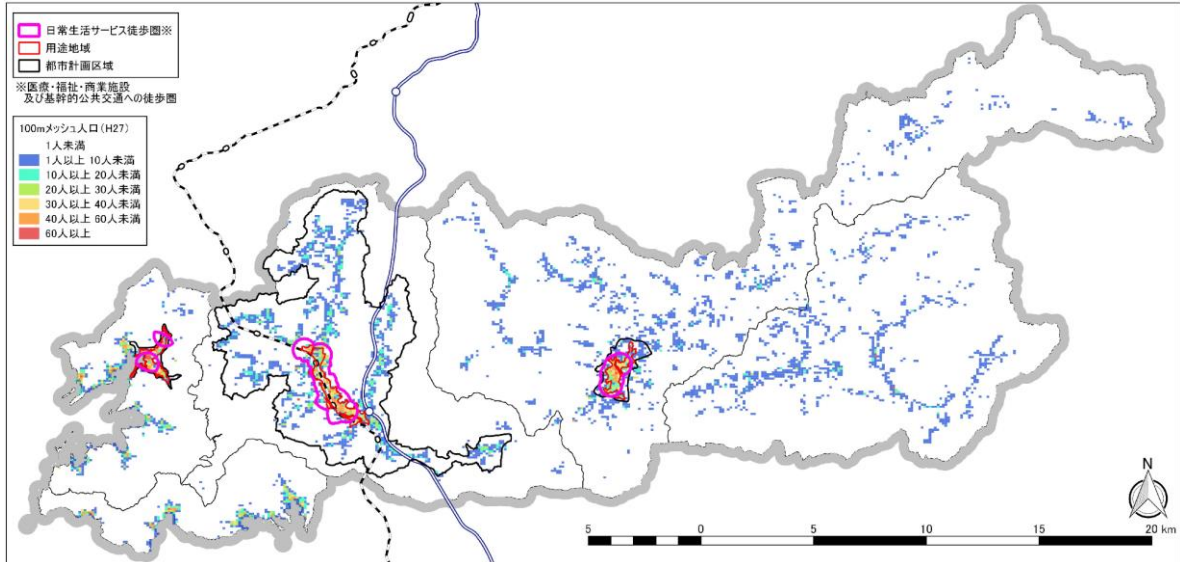 日常生活サービス徒歩圏※
用途地域
都市計画区域
※医療・福祉・商業施設
及び基幹的公共交通への徒歩圏
100mメッシュ人口(H27)
1人未満
1人以上 10人未満
10人以上 20人未満
20人以上 30人未満
30人以上 40人未満
40人以上 60人未満
60人以上
N
5 0 5 10 15 20 km